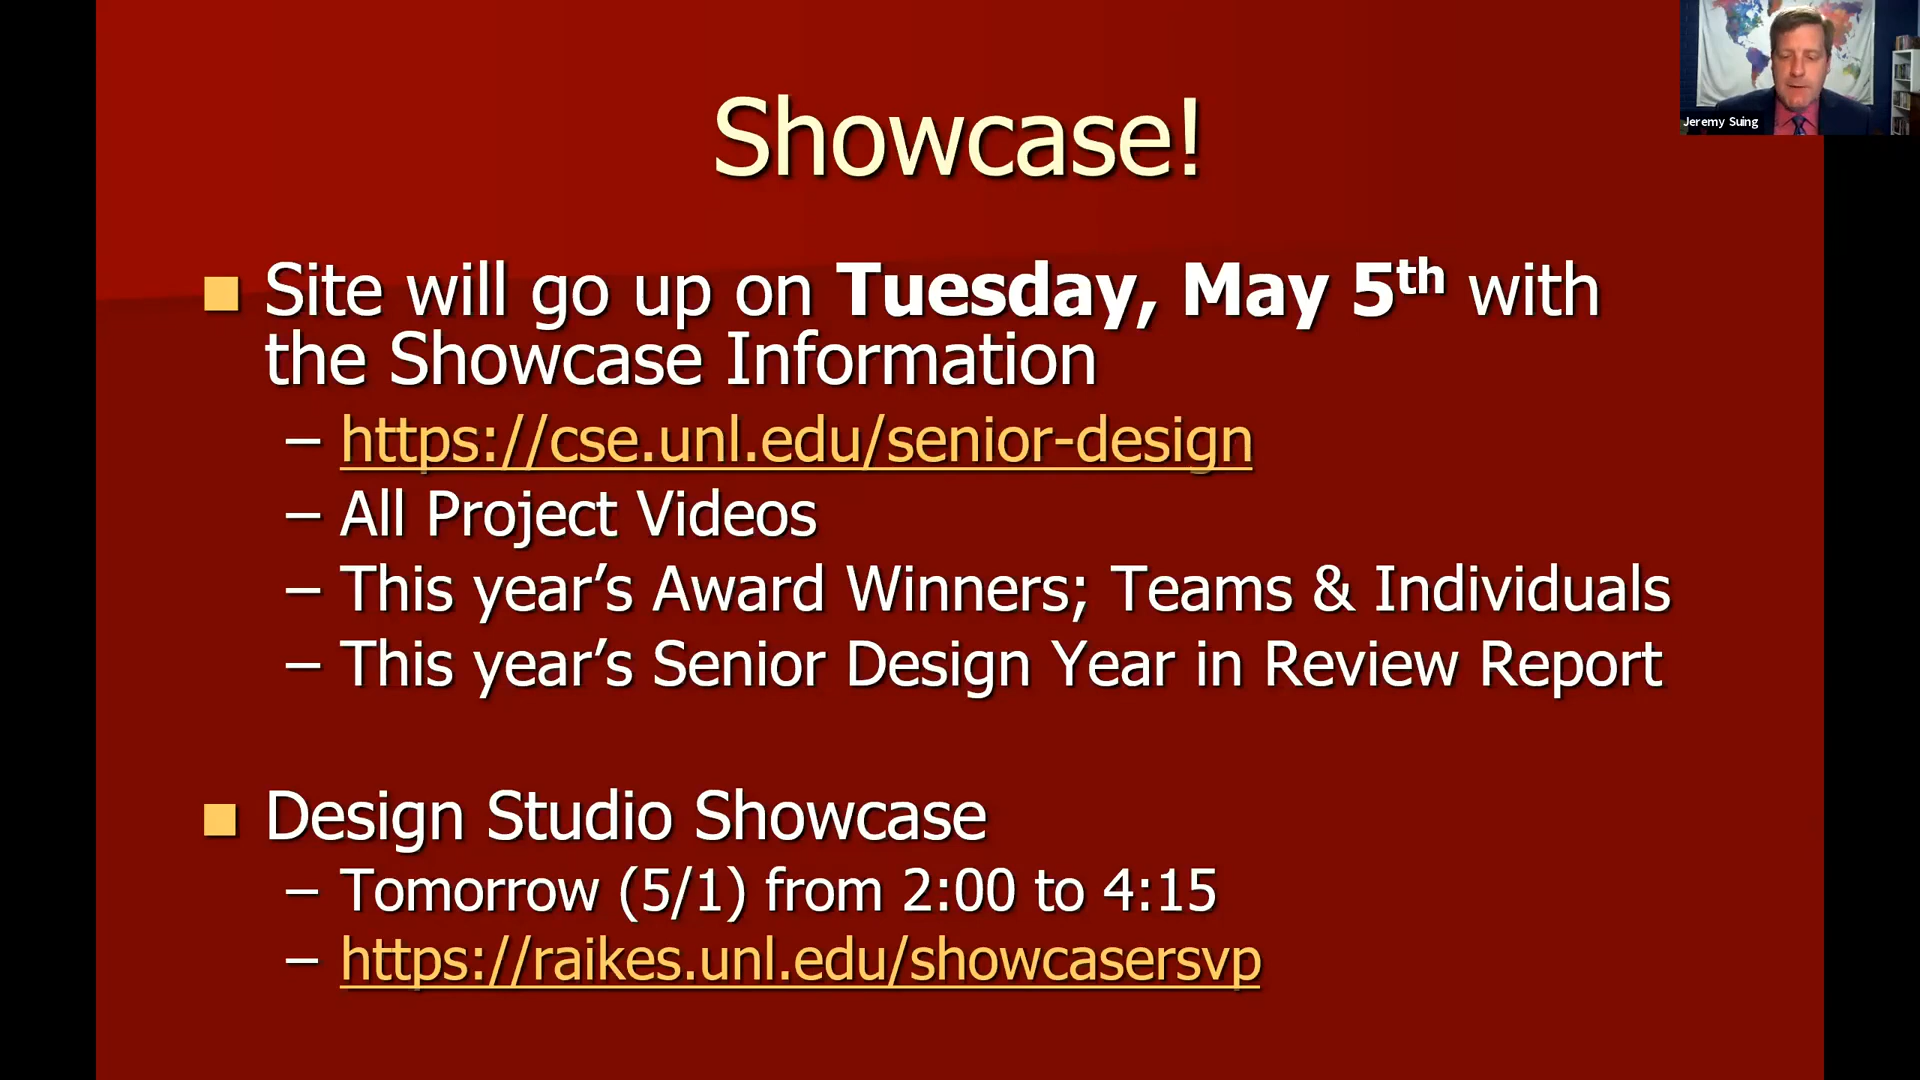 Jeremy Suing
Showcase!
Site will go up on Tuesday, May 5th with
the Showcase Information
– https://cse.unl.edu/senior-design
– All Project Videos
– This year’s Award Winners; Teams & Individuals
– This year’s Senior Design Year in Review Report
Design Studio Showcase
– Tomorrow (5/1) from 2:00 to 4:15
– https://raikes.unl.edu/showcasersvp